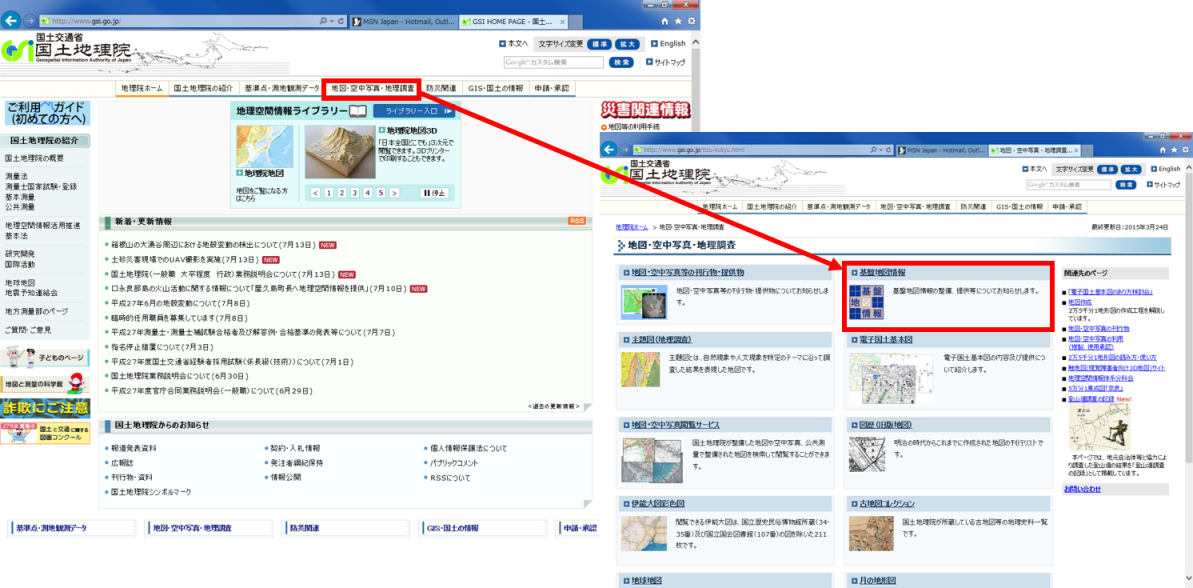 http://www.gsi.go.jp/
MSN Japan - Hotmail, Outl...
GSI HOME PAGE - 国土...
国土交通省
国土地理院
Geospatial Information Authority of Japan
本文へ 文字サイズ変更 標準 拡大 English
Google カスタム検索 検索 サイトマップ
地理院ホーム 国土地理院の紹介 基準点・測地観測データ 地図・空中写真・地理調査 防災関連 GIS・国土の情報 申請・承認
ご利用ガイド
(初めての方へ)
国土地理院の紹介
国土地理院の概要
測量法
測量士国家試験・登録
基本測量
公共測量
地理空間情報活用推進
基本法
研究開発
国際活動
地球地図
地震予知連絡会
地方測量部のページ
ご質問・ご意見
子どものページ
地図と測量の科学館
詐欺にご注意
国土と交通に関する
図画コンクール
地理空間情報ライブラリー ライブラリー入口
地理院地図
地図をご覧になる方
はこちら
地理院地図3D
「日本全国どこでも」3次元で
閲覧できます。3Dプリンター
で印刷することもできます。
< 1 2 3 4 5 > 停止
災害関連情報
地図等の利用手続
新着・更新情報 RSS
箱根山の大涌谷周辺における地殻変動の検出について(7月13日) NEW
土砂災害現場でのUAV撮影を実施(7月13日) NEW
国土地理院(一般職 大卒程度 行政)業務説明会について(7月13日) NEW
口永良部島の火山活動に関する情報について「屋久島町長へ地理空間情報を提供」(7月10日) NEW
平成27年6月の地殻変動について(7月8日)
臨時的任用職員を募集しています(7月8日)
平成27年測量士・測量士補試験合格者及び解答例・合格基準の発表等について(7月7日)
指名停止措置について(7月3日)
平成27年度国土交通省経験者採用試験(係長級(技術))について(7月1日)
国土地理院業務説明会について(6月30日)
平成27年度官庁合同業務説明会(一般職)について(6月29日)
<過去の更新情報>
国土地理院からのお知らせ
報道発表資料
広報誌
刊行物・資料
国土地理院シンボルマーク
契約・入札情報
発注者綱紀保持
情報公開
個人情報保護法について
パブリックコメント
RSSについて
基準点・測地観測データ 地図・空中写真・地理調査 防災関連 GIS・国土の情報 申請・承認
http://www.gsi.go.jp/tizu-kutyu.html
MSN Japan - Hotmail, Outl...
地図・空中写真・地理調査...
国土交通省
国土地理院
Geospatial Information Authority of Japan
本文へ 文字サイズ変更 標準 拡大 English
Google カスタム検索 検索 サイトマップ
地理院ホーム 国土地理院の紹介 基準点・測地観測データ 地図・空中写真・地理調査 防災関連 GIS・国土の情報 申請・承認
地理院ホーム > 地図・空中写真・地理調査
最終更新日:2015年3月24日
地図・空中写真・地理調査
地図・空中写真等の刊行物・提供物
地図・空中写真等の刊行物・提供物についてお知らせしま
す。
基盤地図情報
基盤
地図
情報
基盤地図情報の整備、提供等についてお知らせします。
主題図(地理調査)
主題図とは、自然現象や人文現象を特定のテーマに沿って調
査した結果を表現した地図です。
電子国土基本図
電子国土基本図の内容及び提供につ
いて紹介します。
地図・空中写真閲覧サービス
国土地理院が整備した地図や空中写真、公共測
量で整備された地図を検索して閲覧することができま
す。
図歴(旧版地図)
明治の時代からこれまでに作成された地図の刊行リストで
す。
伊能大図彩色図
閲覧できる伊能大図は、国立歴史民俗博物館所蔵(34-
35番)及び国立国会図書館(107番)の図を除いた211
枚です。
古地図コレクション
国土地理院が所蔵している古地図等の地理史料一覧
です。
地球地図
月の地形図
関連先のページ
「電子国土基本図のあり方検討会」
地図作成
2万5千分1地形図の作成工程を解説し
ています。
地図・空中写真の刊行物
地図・空中写真の利用
(複製、使用承認)
2万5千分1地形図の読み方・使い方
触地図(視覚障害者向け3D地図)サイト
地理空間情報体系分科会
5万分1集成図「奈良」
登山道調査の記録 New!
本ページでは、地元自治体等と協力によ
り調査した登山道の結果を「登山道調査
の記録」として掲載しています。
お問い合わせ